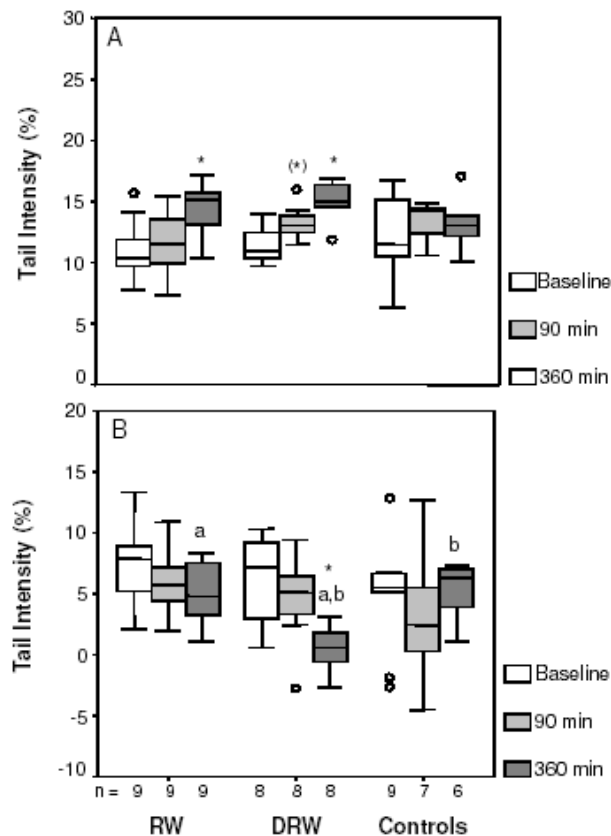 A
Tail Intensity (%)
30
25
20
15
10
5
0
*
(*)
*
Baseline
90 min
360 min
B
Tail Intensity (%)
20
15
10
5
0
-5
-10
a
*
a,b
b
Baseline
90 min
360 min
n = 9 9 9 8 8 8 9 7 6
RW DRW Controls